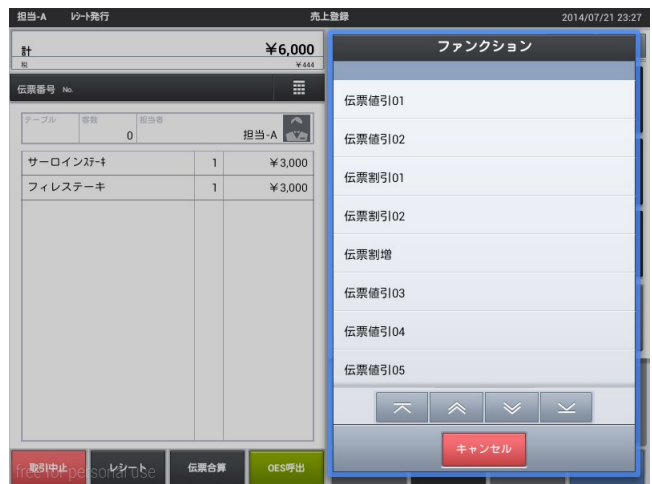 担当-A ﾚｼｰﾄ発行 売上登録 2014/07/21 23:27
計 ¥6,000
税 ¥444
伝票番号 No.
テーブル 客数 担当者
0 担当-A
サーロインｽﾃｰｷ 1 ¥3,000
フィレステーキ 1 ¥3,000
取引中止 レシート 伝票合算 OES呼出
free for personal use
ファンクション
伝票値引01
伝票値引02
伝票割引01
伝票割引02
伝票割増
伝票値引03
伝票値引04
伝票値引05
キャンセル